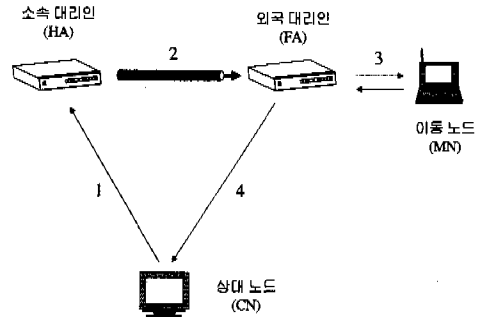 소속 대리인
(HA)
외국 대리인
(FA)
2
3
이동 노드
(MN)
1
4
상대 노드
(CN)